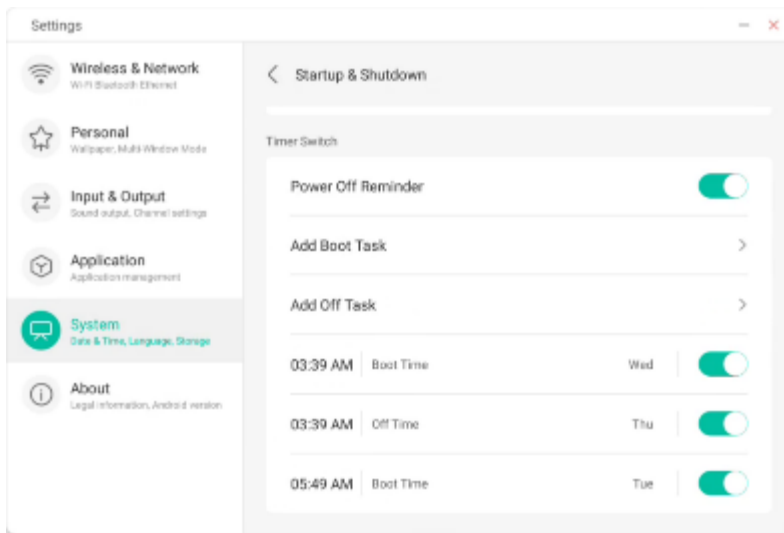 Settings
Wireless & Network
Wi-Fi Bluetooth Ethernet
Personal
Wallpaper, Multi-Window Mode
Input & Output
Sound output, Channel settings
Application
Application management
System
Date & Time, Language, Storage
About
Legal information, Android version
Startup & Shutdown
Timer Switch
Power Off Reminder
Add Boot Task
Add Off Task
03:39 AM Boot Time Wed
03:39 AM Off Time Thu
05:49 AM Boot Time Tue